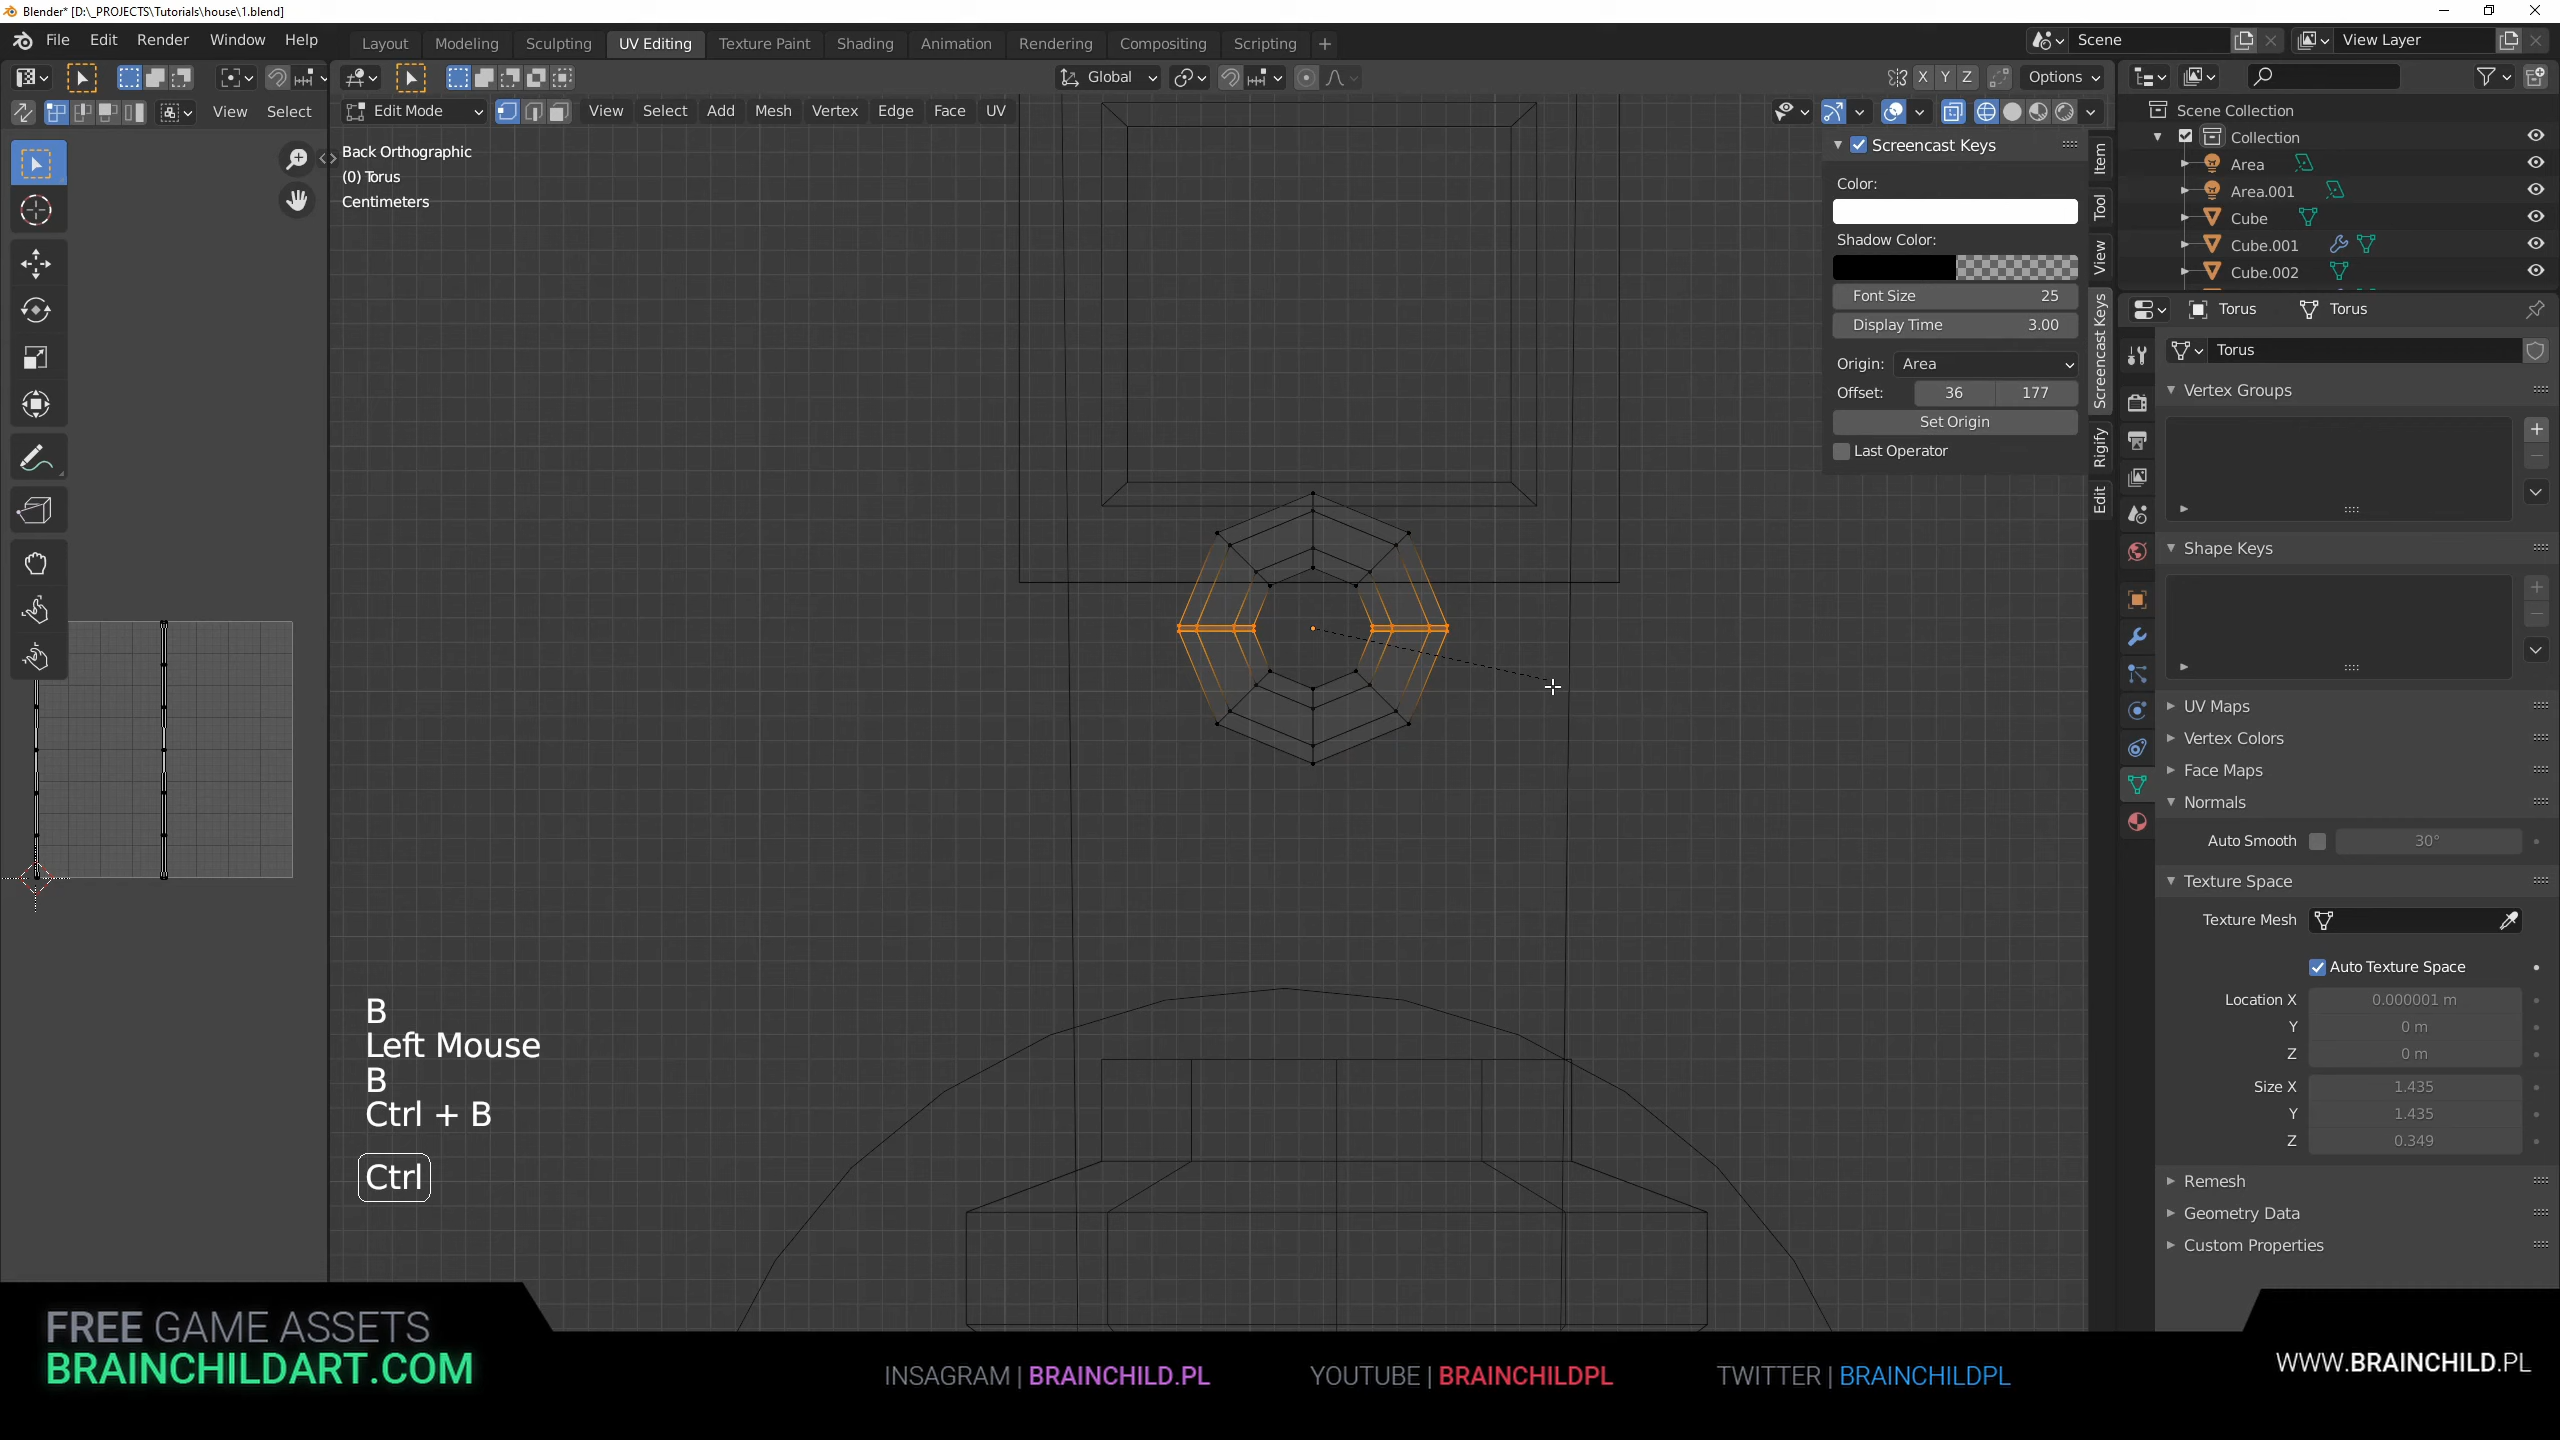 Blender* [D:\_PROJECTS\Tutorials\house\1.blend]
File Edit Render Window Help
Layout Modeling Sculpting UV Editing Texture Paint Shading Animation Rendering Compositing Scripting +
Scene
View Layer
Global
X Y Z
Options
View Select
Edit Mode
View Select Add Mesh Vertex Edge Face UV
Back Orthographic
(0) Torus
Centimeters
Screencast Keys
Color:
Shadow Color:
Font Size 25
Display Time 3.00
Origin: Area
Offset: 36 177
Set Origin
Last Operator
Item
Tool
View
Screencast Keys
Rigify
Edit
Scene Collection
Collection
Area
Area.001
Cube
Cube.001
Cube.002
Torus Torus
Torus
Vertex Groups
Shape Keys
UV Maps
Vertex Colors
Face Maps
Normals
Auto Smooth 30°
Texture Space
Texture Mesh
Auto Texture Space
Location X 0.000001 m
Y 0 m
Z 0 m
Size X 1.435
Y 1.435
Z 0.349
Remesh
Geometry Data
Custom Properties
B
Left Mouse
B
Ctrl + B
Ctrl
FREE GAME ASSETS
BRAINCHILDART.COM
INSAGRAM | BRAINCHILD.PL
YOUTUBE | BRAINCHILDPL
TWITTER | BRAINCHILDPL
WWW.BRAINCHILD.PL